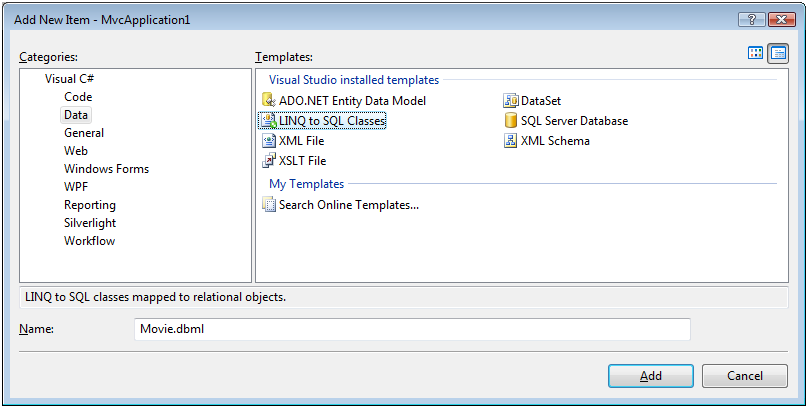 Add New Item - MvcApplication1
Categories:
Templates:
Visual C#
Code
Data
General
Web
Windows Forms
WPF
Reporting
Silverlight
Workflow
Visual Studio installed templates
ADO.NET Entity Data Model
DataSet
LINQ to SQL Classes
SQL Server Database
XML File
XML Schema
XSLT File
My Templates
Search Online Templates...
LINQ to SQL classes mapped to relational objects.
Name:
Movie.dbml
Add
Cancel